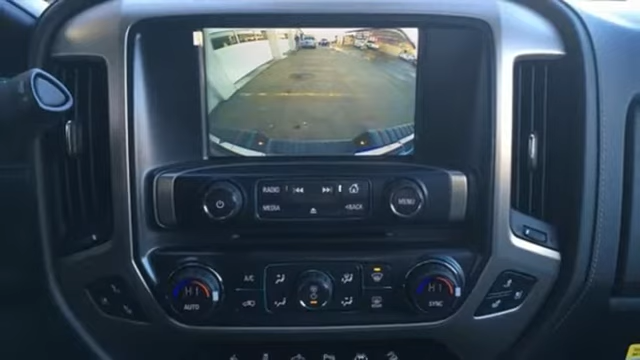 RADIO
MEDIA
<BACK
MENU
A/C
HI
AUTO
HI
SYNC